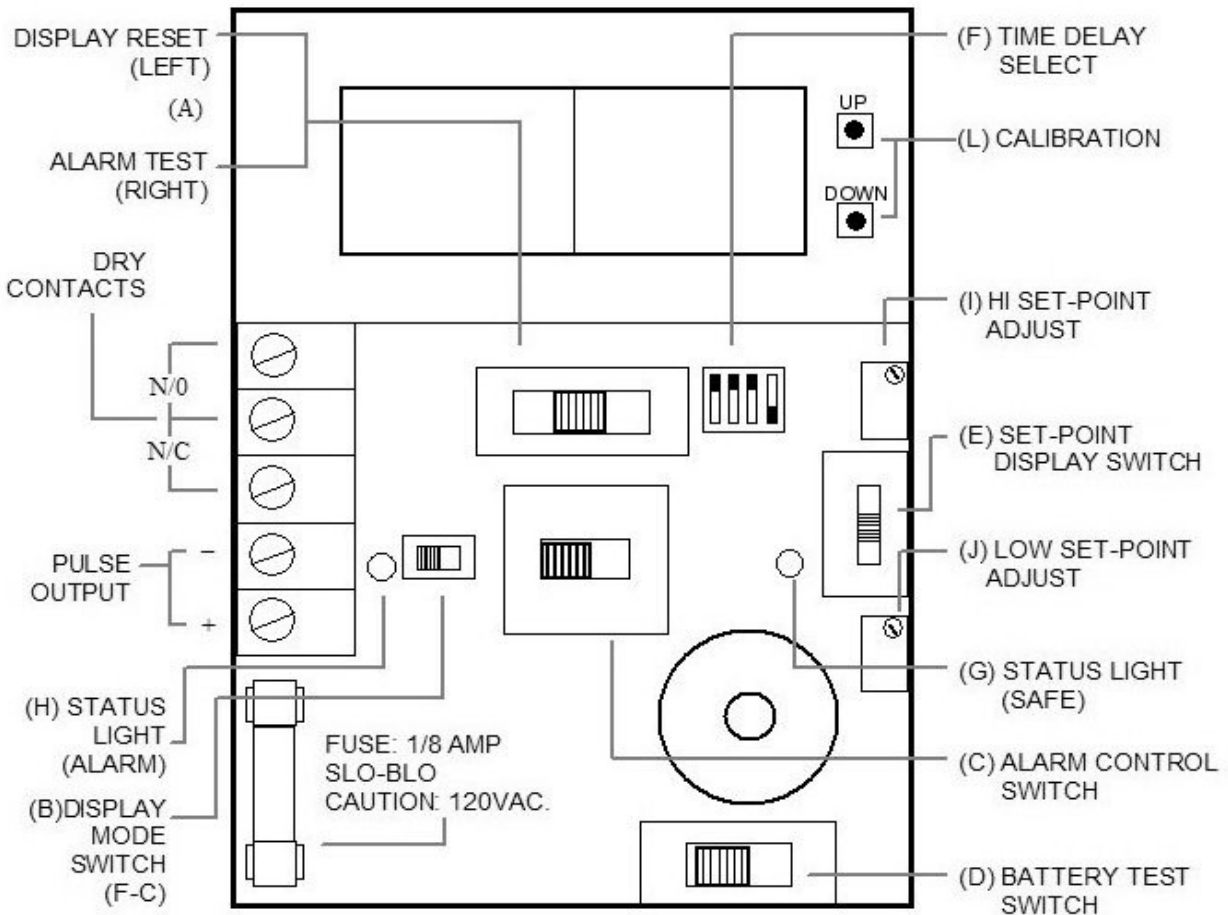 DISPLAY RESET
(LEFT)
(A)
ALARM TEST
(RIGHT)
DRY
CONTACTS
N/0
N/C
PULSE
OUTPUT
−
+
(H) STATUS
LIGHT
(ALARM)
(B)DISPLAY
MODE
SWITCH
(F-C)
FUSE: 1/8 AMP
SLO-BLO
CAUTION: 120VAC.
UP
DOWN
(F) TIME DELAY
SELECT
(L) CALIBRATION
(I) HI SET-POINT
ADJUST
(E) SET-POINT
DISPLAY SWITCH
(J) LOW SET-POINT
ADJUST
(G) STATUS LIGHT
(SAFE)
(C) ALARM CONTROL
SWITCH
(D) BATTERY TEST
SWITCH